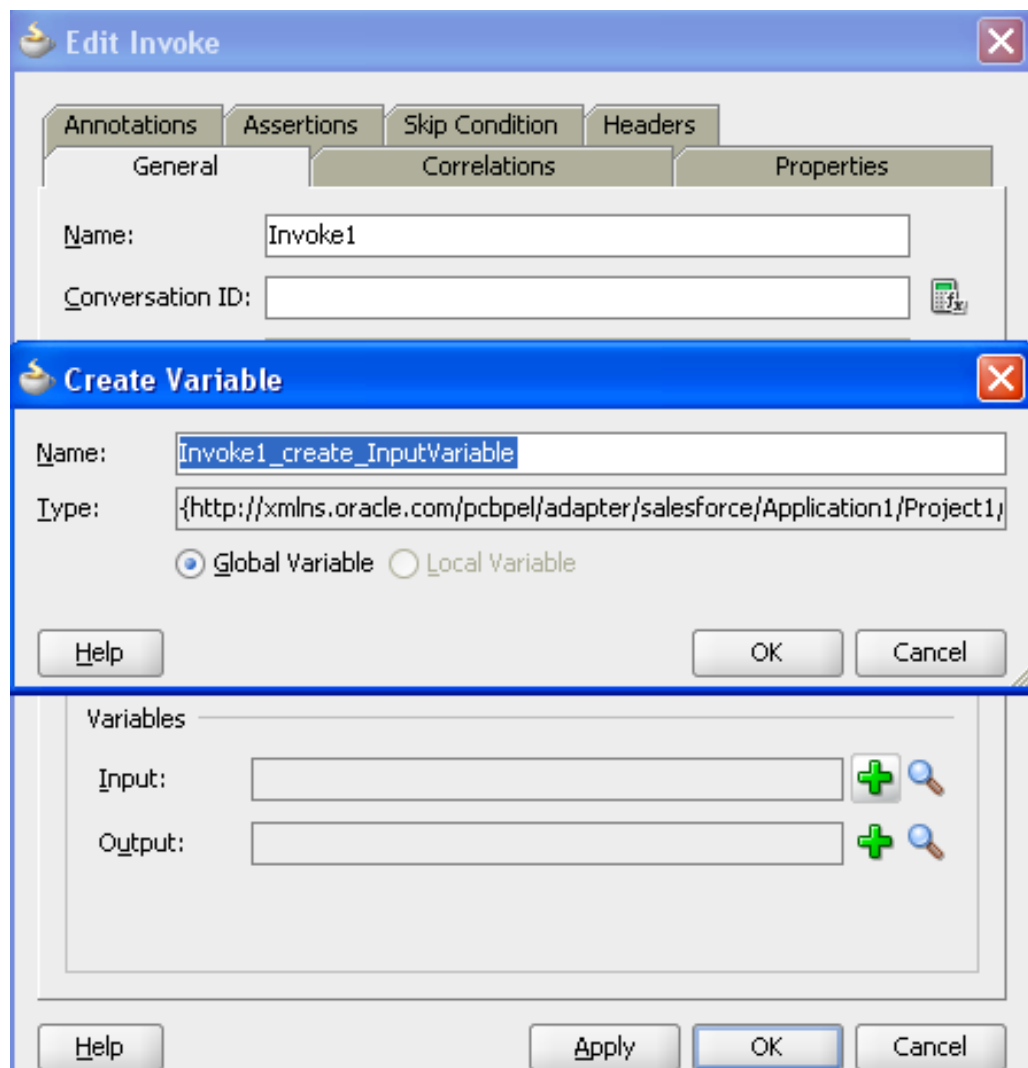 Edit Invoke
Annotations Assertions Skip Condition Headers
General Correlations Properties
Name: Invoke1
Conversation ID:
Create Variable
Name: Invoke1_create_InputVariable
Type: {http://xmlns.oracle.com/pcbpel/adapter/salesforce/Application1/Project1/
Global Variable Local Variable
Help OK Cancel
Variables
Input:
Output:
Help Apply OK Cancel